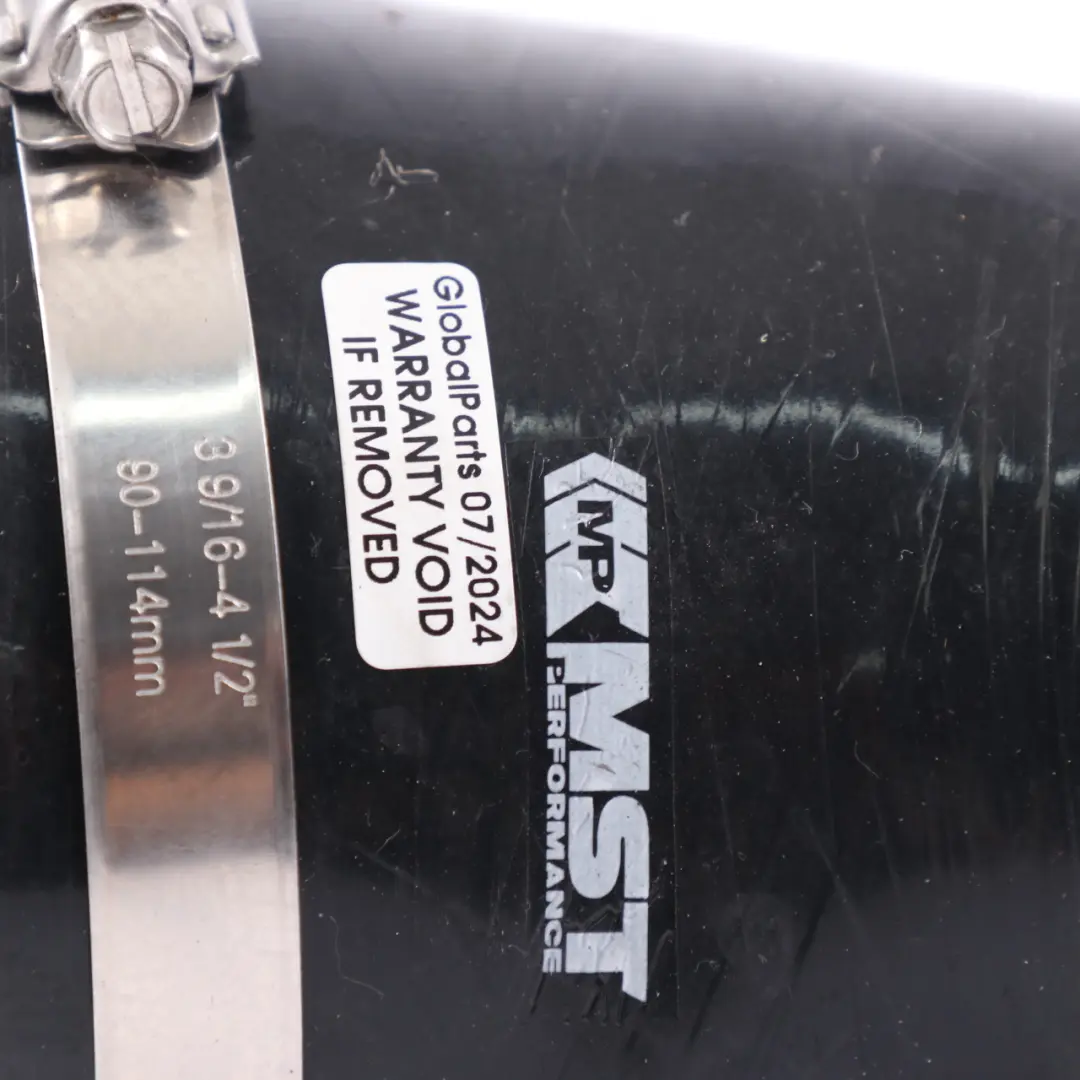 3 9/16-4 1/2"
90-114mm
GlobalParts 07/2024
WARRANTY VOID
IF REMOVED
MP
MST
PERFORMANCE